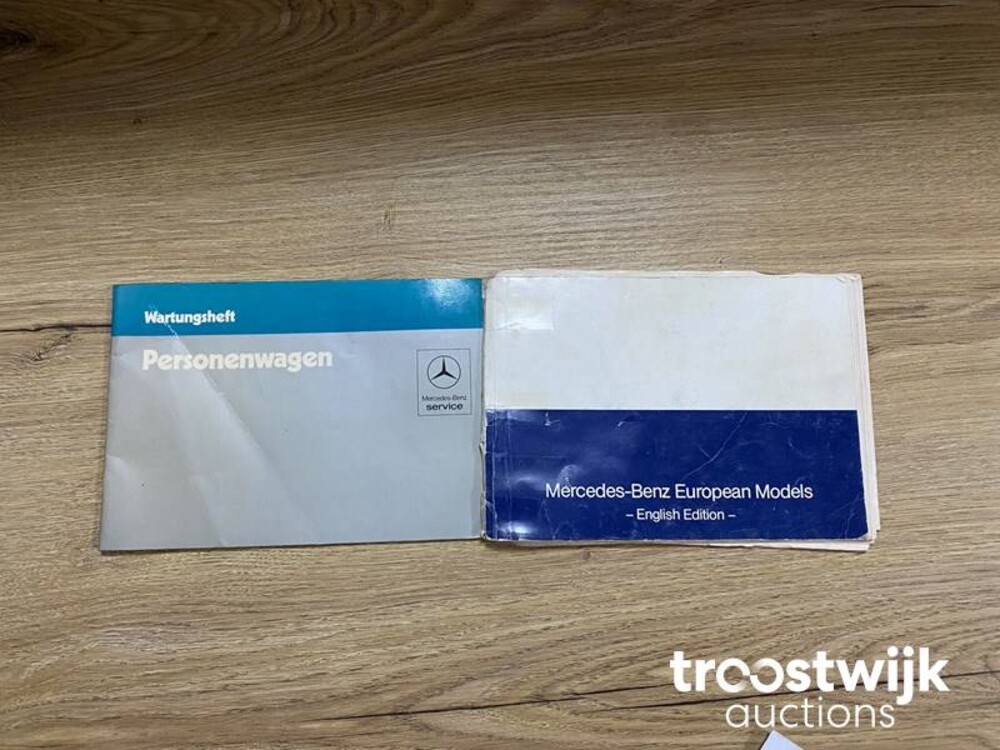 Wartungsheft
Personenwagen
Mercedes-Benz
service
Mercedes-Benz European Models
– English Edition –
troostwijk
auctions